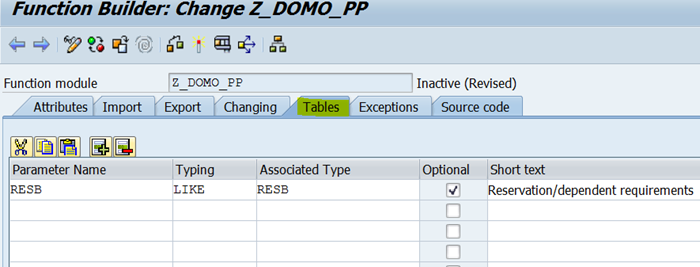 Function Builder: Change Z_DOMO_PP
Function module Z_DOMO_PP Inactive (Revised)
Attributes Import Export Changing Tables Exceptions Source code
Parameter Name Typing Associated Type Optional Short text
RESB LIKE RESB Reservation/dependent requirements